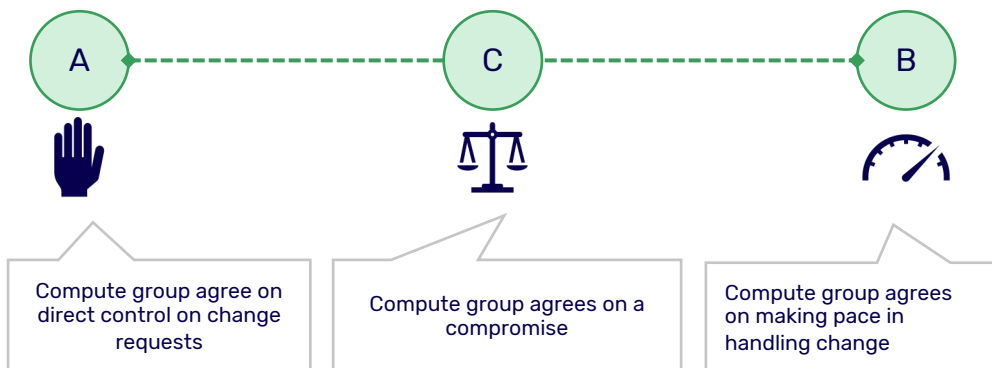 A
C
B
Compute group agree on
direct control on change
requests
Compute group agrees on a
compromise
Compute group agrees
on making pace in
handling change